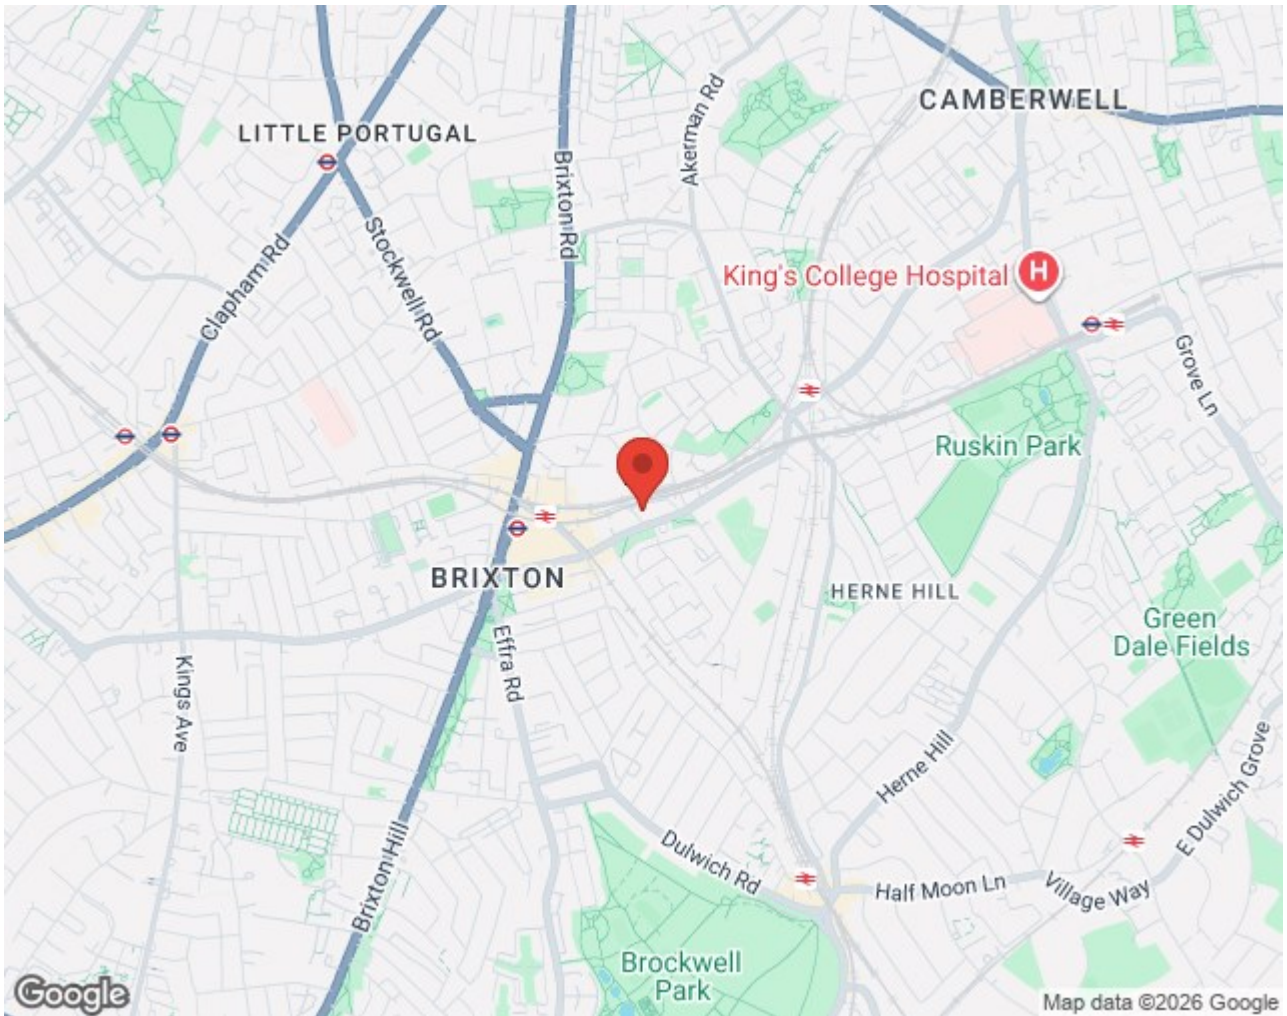 CAMBERWELL
Akerman Rd
LITTLE PORTUGAL
Brixton Rd
Stockwell Rd
Clapham Rd
King's College Hospital
H
Grove Ln
Ruskin Park
BRIXTON
HERNE HILL
Green
Dale Fields
Effra Rd
Kings Ave
Herne Hill
E Dulwich Grove
Brixton Hill
Dulwich Rd
Half Moon Ln
Village Way
Brockwell
Park
Google
Map data ©2026 Google